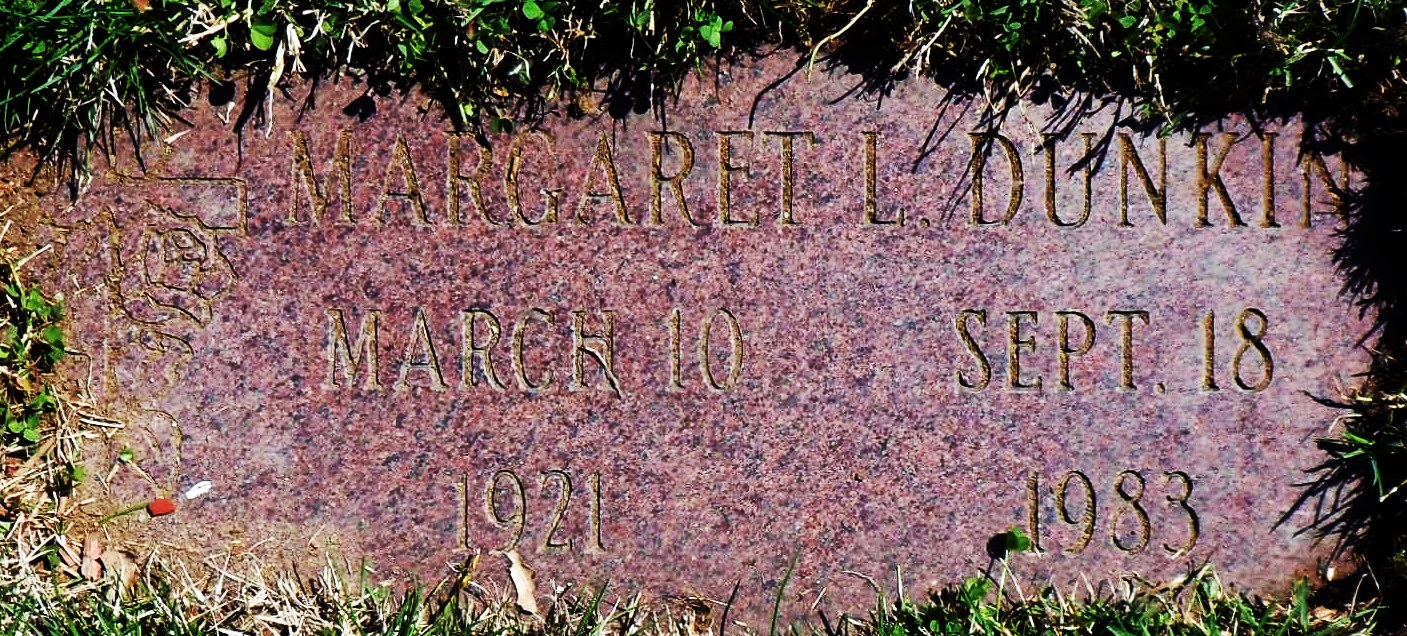 MARGARET L. DUNKIN
MARCH 10 SEPT. 18
1921 1983